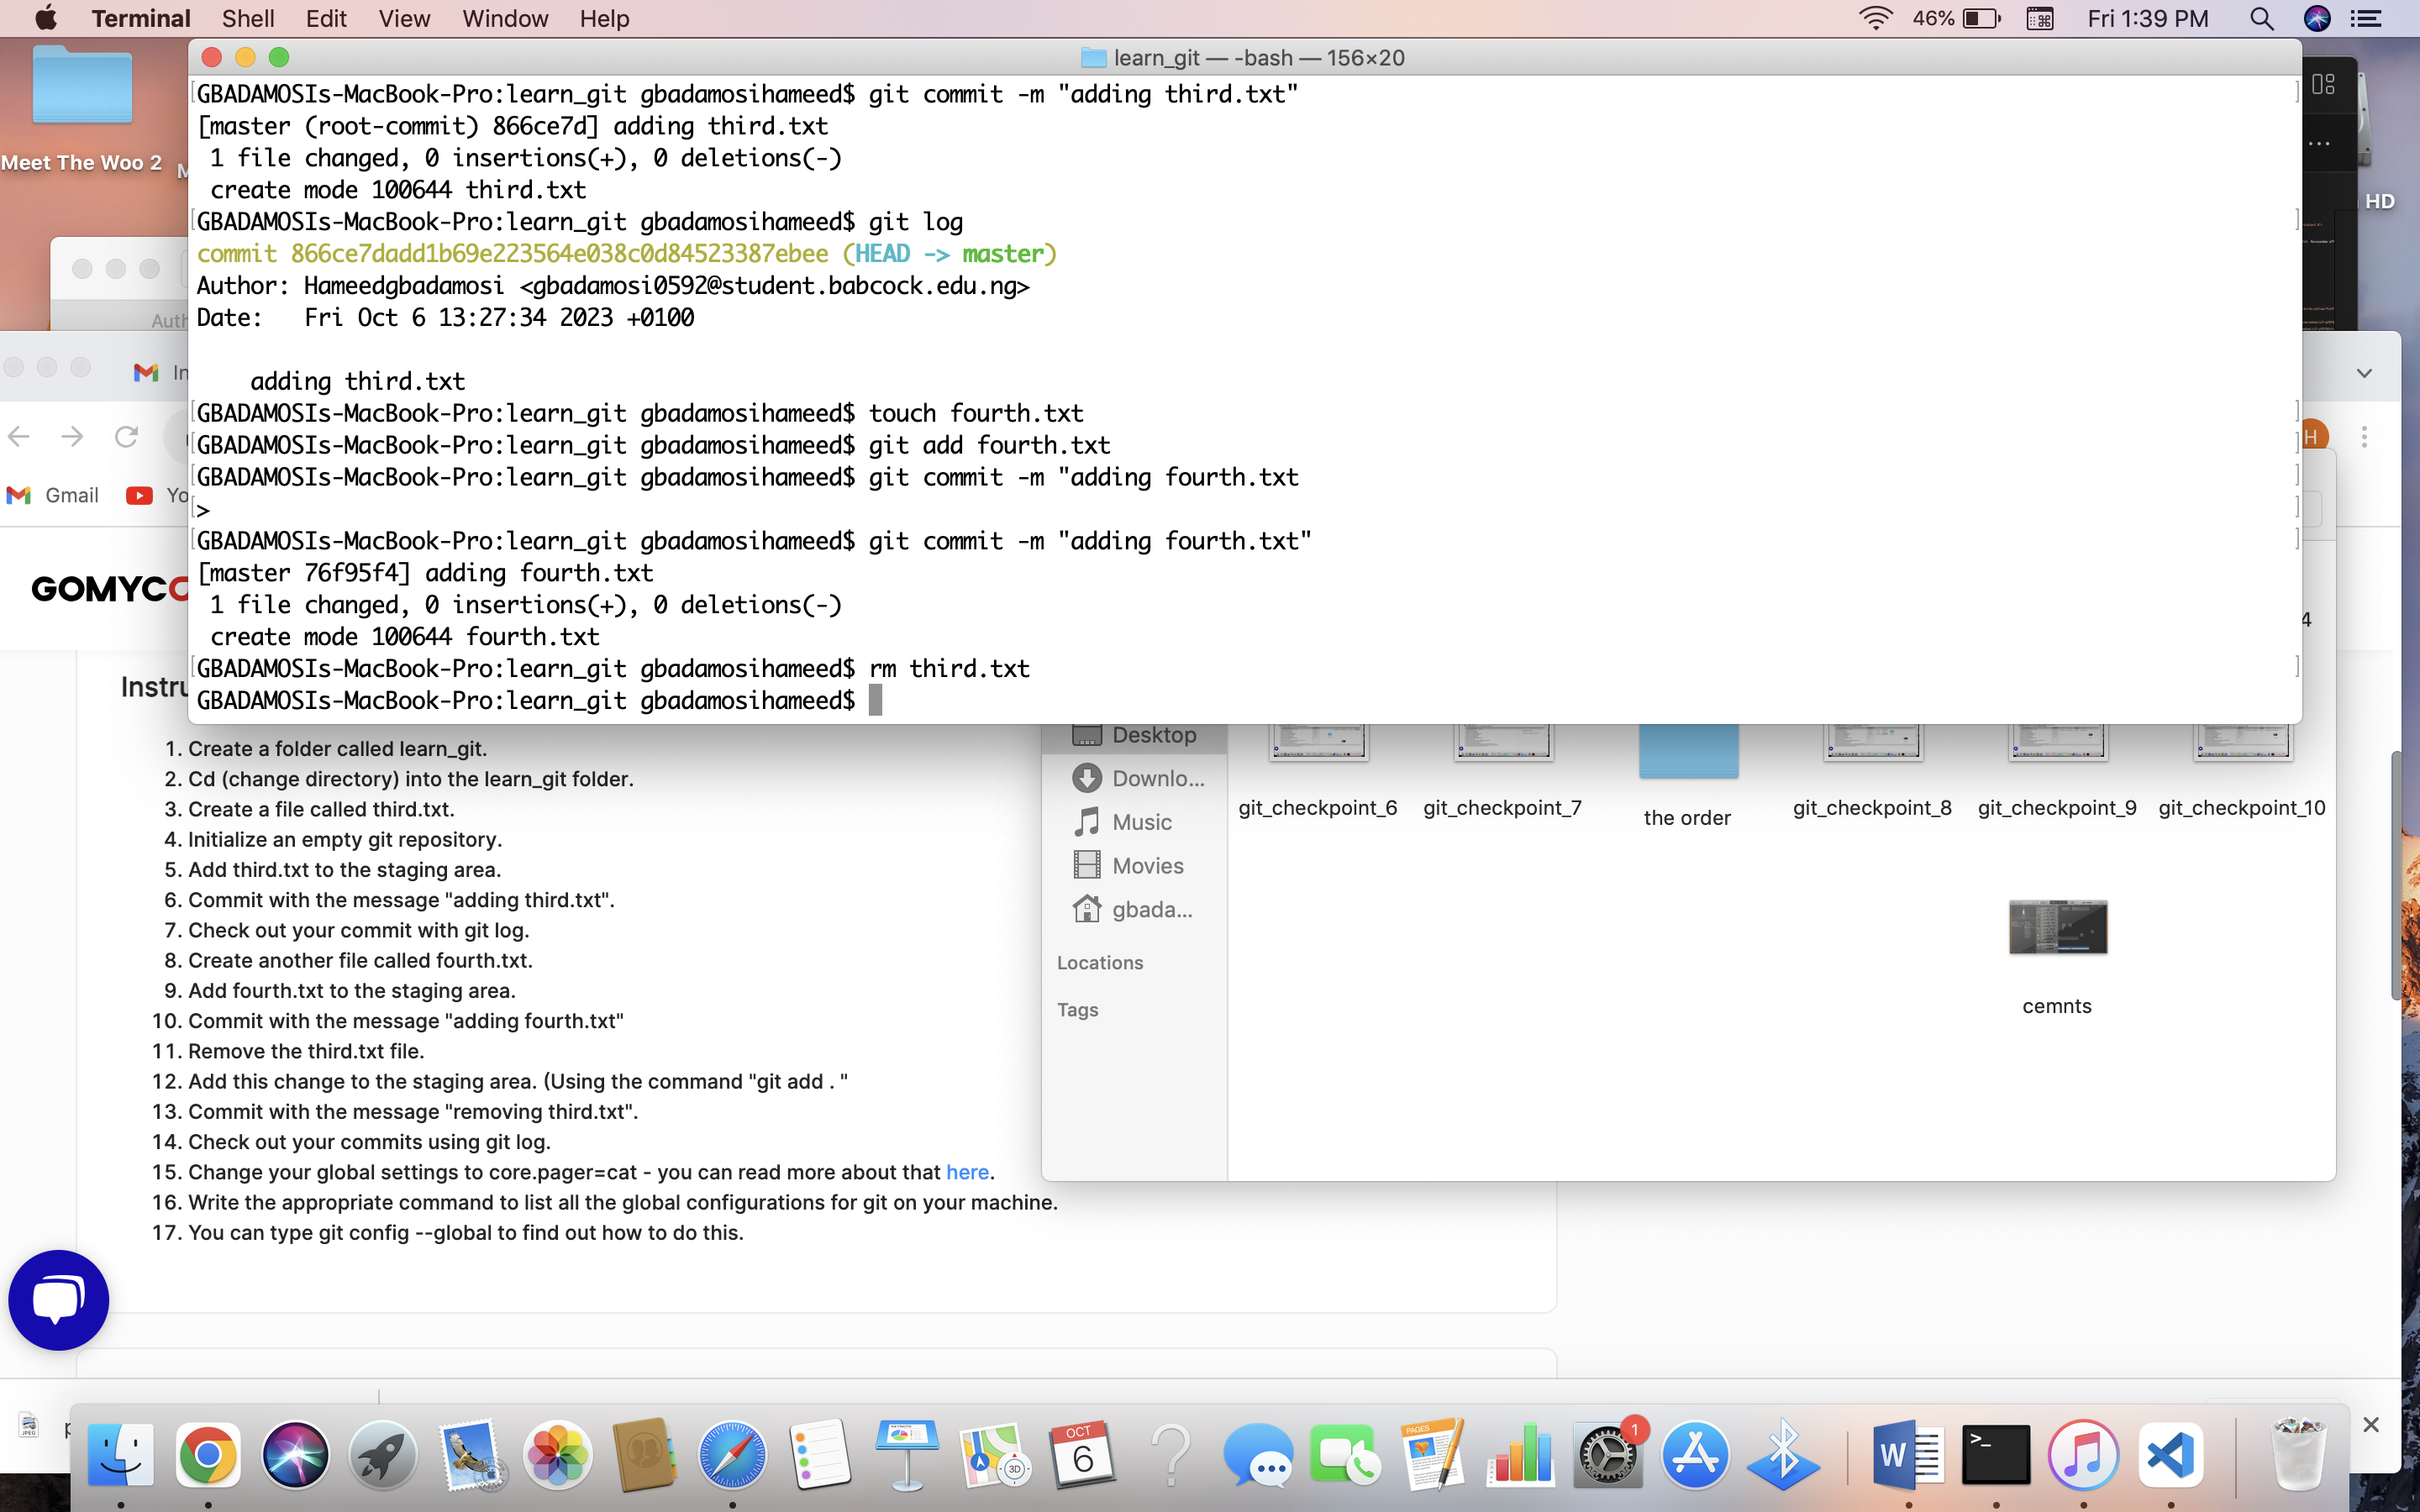 Terminal Shell Edit View Window Help 46% Fri 1:39 PM
learn_git — -bash — 156×20
GBADAMOSIs-MacBook-Pro:learn_git gbadamosihameed$ git commit -m "adding third.txt"
[master (root-commit) 866ce7d] adding third.txt
1 file changed, 0 insertions(+), 0 deletions(-)
create mode 100644 third.txt
GBADAMOSIs-MacBook-Pro:learn_git gbadamosihameed$ git log
commit 866ce7dadd1b69e223564e038c0d84523387ebee (HEAD -> master)
Author: Hameedgbadamosi <gbadamosi0592@student.babcock.edu.ng>
Date:   Fri Oct 6 13:27:34 2023 +0100
adding third.txt
GBADAMOSIs-MacBook-Pro:learn_git gbadamosihameed$ touch fourth.txt
GBADAMOSIs-MacBook-Pro:learn_git gbadamosihameed$ git add fourth.txt
GBADAMOSIs-MacBook-Pro:learn_git gbadamosihameed$ git commit -m "adding fourth.txt
>
GBADAMOSIs-MacBook-Pro:learn_git gbadamosihameed$ git commit -m "adding fourth.txt"
[master 76f95f4] adding fourth.txt
1 file changed, 0 insertions(+), 0 deletions(-)
create mode 100644 fourth.txt
GBADAMOSIs-MacBook-Pro:learn_git gbadamosihameed$ rm third.txt
GBADAMOSIs-MacBook-Pro:learn_git gbadamosihameed$
Meet The Woo 2
M
HD
Auth
In
H
Gmail
Yo
GOMYCO
4
Instru
1. Create a folder called learn_git.
2. Cd (change directory) into the learn_git folder.
3. Create a file called third.txt.
4. Initialize an empty git repository.
5. Add third.txt to the staging area.
6. Commit with the message "adding third.txt".
7. Check out your commit with git log.
8. Create another file called fourth.txt.
9. Add fourth.txt to the staging area.
10. Commit with the message "adding fourth.txt"
11. Remove the third.txt file.
12. Add this change to the staging area. (Using the command "git add . "
13. Commit with the message "removing third.txt".
14. Check out your commits using git log.
15. Change your global settings to core.pager=cat - you can read more about that here.
16. Write the appropriate command to list all the global configurations for git on your machine.
17. You can type git config --global to find out how to do this.
Desktop
Downlo...
Music
Movies
gbada...
Locations
Tags
git_checkpoint_6
git_checkpoint_7
the order
git_checkpoint_8
git_checkpoint_9
git_checkpoint_10
cemnts
JPEG
p
OCT
6
3D
PAGES
1
W
>_